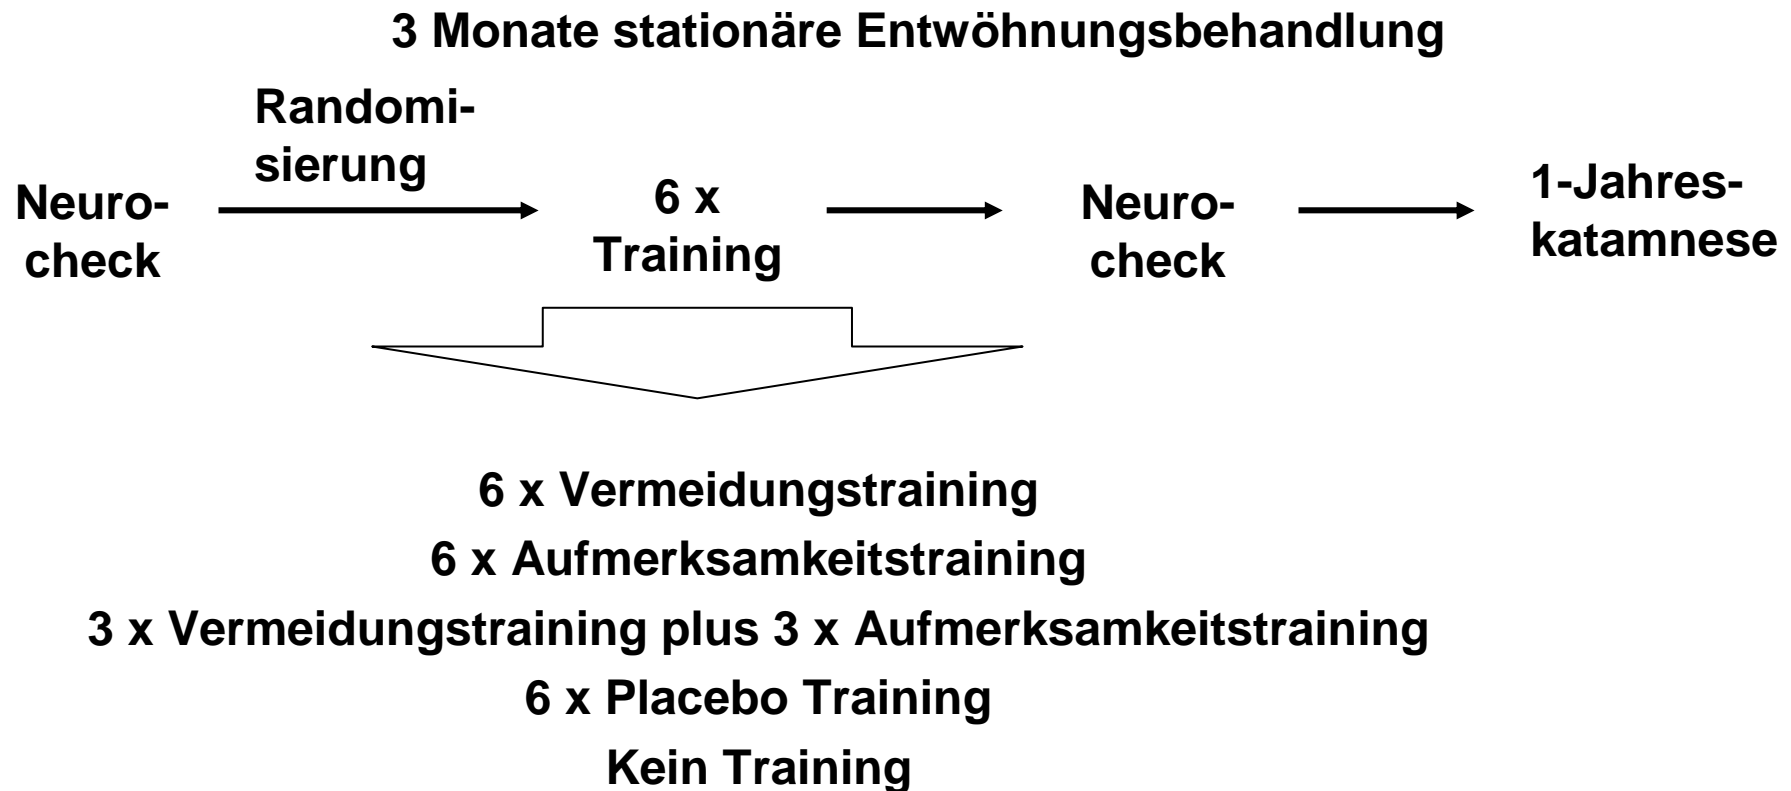 3 Monate stationäre Entwöhnungsbehandlung
Randomi-
sierung
Neuro-
check
6 x
Training
Neuro-
check
1-Jahres-
katamnese
6 x Vermeidungstraining
6 x Aufmerksamkeitstraining
3 x Vermeidungstraining plus 3 x Aufmerksamkeitstraining
6 x Placebo Training
Kein Training